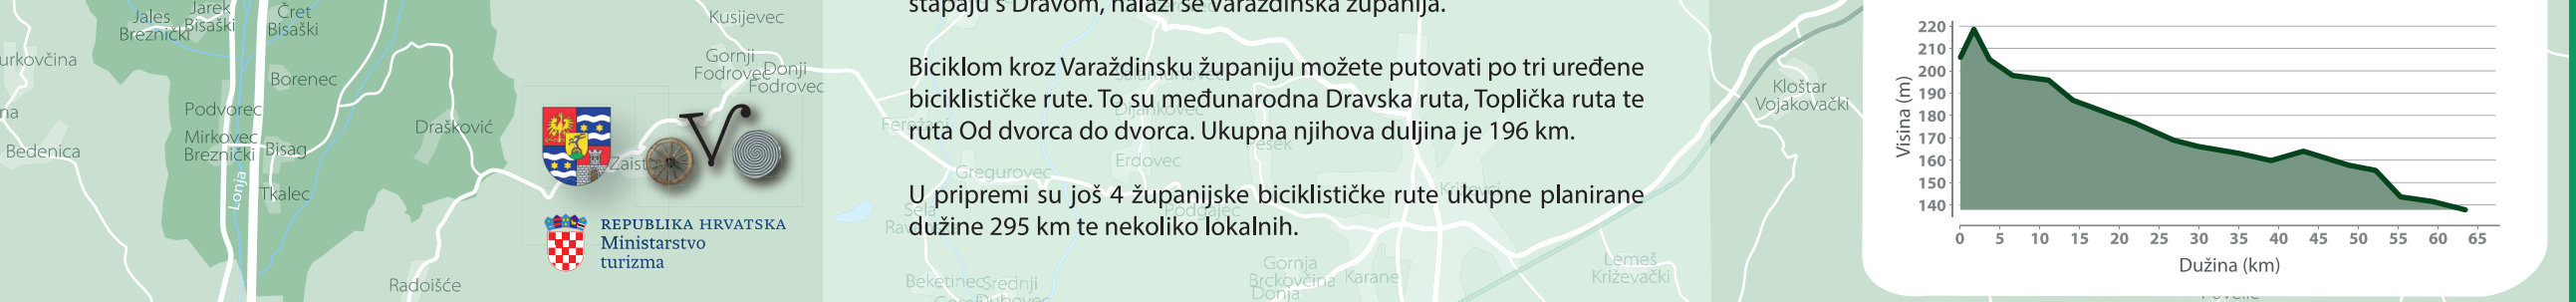 Jales
Breznički
Jarek
Bisaški
Čret
Bisaški
Borenec
Podvorec
Mirkovec
Breznički
Bisag
Tkalec
Lonja
Bedenica
Drašković
Radoišće
Kusijevec
Gornji
Fodrovec
Donji
Fodrovec
REPUBLIKA HRVATSKA
Ministarstvo
turizma
stapaju s Dravom, nalazi se Varaždinska županija.
Biciklom kroz Varaždinsku županiju možete putovati po tri uređene
biciklističke rute. To su međunarodna Dravska ruta, Toplička ruta te
ruta Od dvorca do dvorca. Ukupna njihova duljina je 196 km.
U pripremi su još 4 županijske biciklističke rute ukupne planirane
dužine 295 km te nekoliko lokalnih.
Erdovec
Gregurovec
Podgajec
Beketinec
Srednji
Dubovec
Gornja
Brckovčina
Donja
Karane
Lemeš
Križevački
Kloštar
Vojakovački
Visina (m)
220
210
200
190
180
170
160
150
140
0 5 10 15 20 25 30 35 40 45 50 55 60 65
Dužina (km)